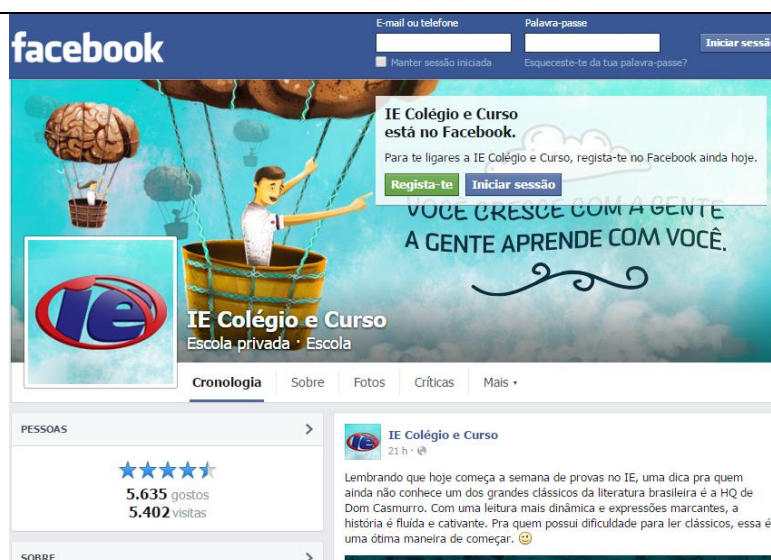 E-mail ou telefone
Palavra-passe
facebook
Iniciar sessã
Manter sessão iniciada
Esqueceste-te da tua palavra-passe?
IE Colégio e Curso
está no Facebook.
Para te ligares a IE Colégio e Curso, regista-te no Facebook ainda hoje.
Regista-te Iniciar sessão
VOCÊ CRESCE COM A GENTE
A GENTE APRENDE COM VOCÊ.
ie
IE Colégio e Curso
Escola privada · Escola
Cronologia Sobre Fotos Críticas Mais
PESSOAS
5.635 gostos
5.402 visitas
SOBRE
ie
IE Colégio e Curso
21 h ·
Lembrando que hoje começa a semana de provas no IE, uma dica pra quem
ainda não conhece um dos grandes clássicos da literatura brasileira é a HQ de
Dom Casmurro. Com uma leitura mais dinâmica e expressões marcantes, a
história é fluída e cativante. Pra quem possui dificuldade para ler clássicos, essa é
uma ótima maneira de começar.